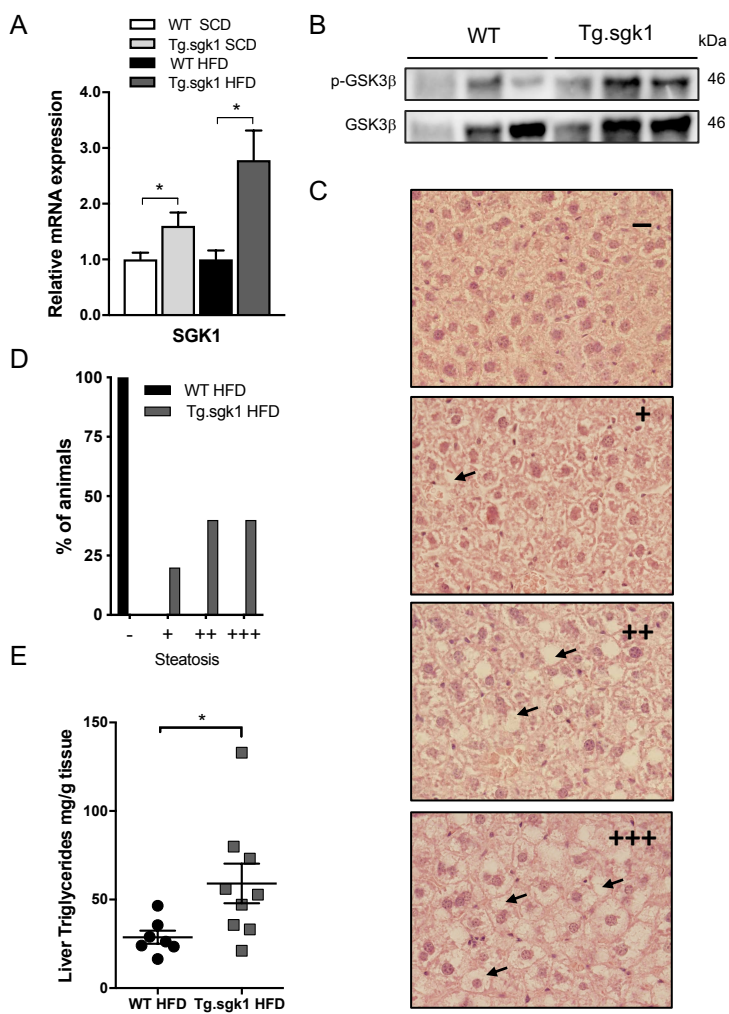 A
WT SCD
Tg.sgk1 SCD
WT HFD
Tg.sgk1 HFD
Relative mRNA expression
4.0
3.0
2.0
1.0
0.0
*
*
SGK1
B
WT
Tg.sgk1
kDa
p-GSK3β
46
GSK3β
46
C
−
+
++
+++
D
WT HFD
Tg.sgk1 HFD
% of animals
100
75
50
25
0
- + ++ +++
Steatosis
E
*
Liver Triglycerides mg/g tissue
150
100
50
0
WT HFD Tg.sgk1 HFD